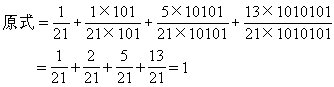 原式 = 1/21 + 1×101/21×101 + 5×10101/21×10101 + 13×1010101/21×1010101
= 1/21 + 2/21 + 5/21 + 13/21 = 1